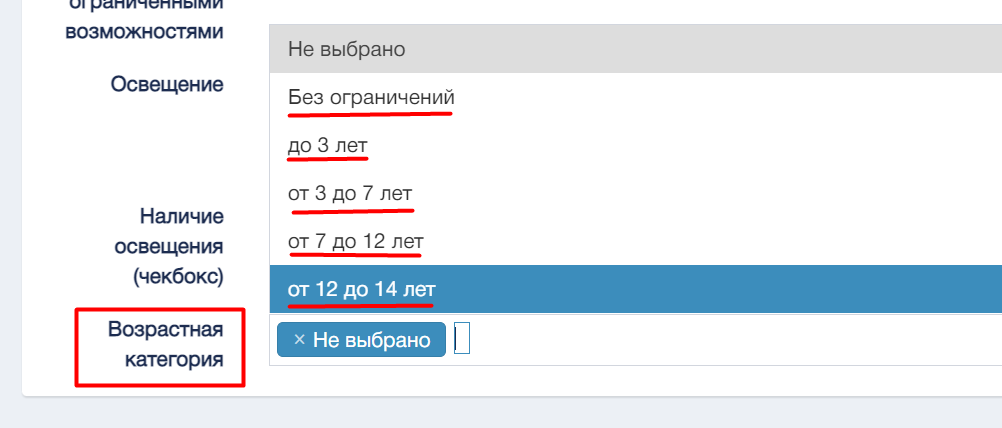 ограниченными
возможностями
Освещение
Наличие
освещения
(чекбокс)
Возрастная
категория
Не выбрано
Без ограничений
до 3 лет
от 3 до 7 лет
от 7 до 12 лет
от 12 до 14 лет
× Не выбрано